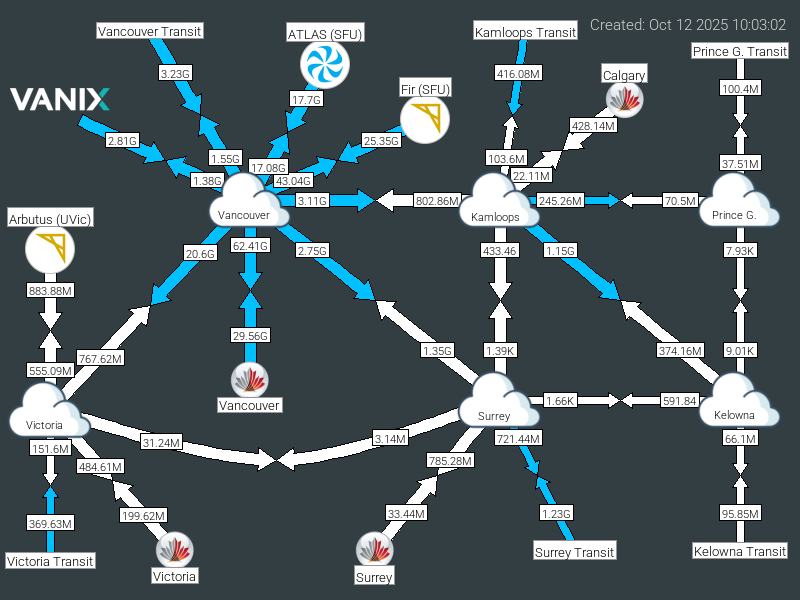 Created: Oct 12 2025 10:03:02
Vancouver Transit
ATLAS (SFU)
Kamloops Transit
Prince G. Transit
3.23G
416.08M
Calgary
Fir (SFU)
100.4M
VANIX
17.7G
428.14M
2.81G
25.35G
1.55G
103.6M
37.51M
17.08G
22.11M
1.38G
43.04G
3.11G
802.86M
245.26M
70.5M
Arbutus (UVic)
Vancouver
Kamloops
Prince G.
20.6G
62.41G
2.75G
433.46
1.15G
7.93K
883.88M
29.56G
767.62M
1.35G
1.39K
374.16M
9.01K
555.09M
Vancouver
1.66K
591.84
Victoria
Surrey
Kelowna
31.24M
3.14M
721.44M
66.1M
151.6M
484.61M
785.28M
369.63M
199.62M
33.44M
1.23G
95.85M
Victoria Transit
Victoria
Surrey
Surrey Transit
Kelowna Transit